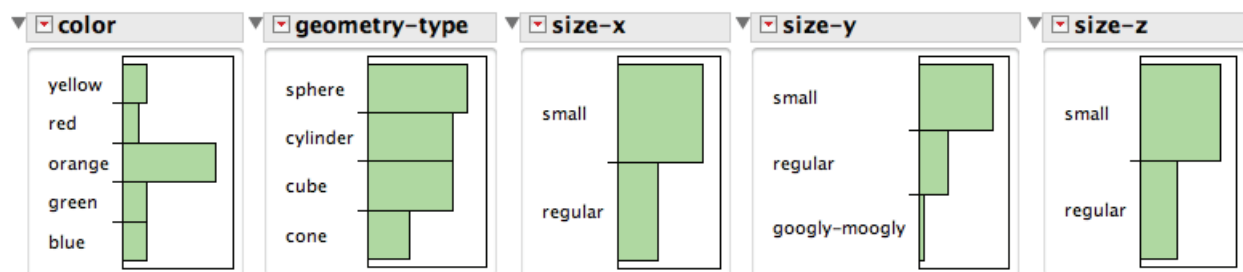 color
yellow
red
orange
green
blue
geometry-type
sphere
cylinder
cube
cone
size-x
small
regular
size-y
small
regular
googly-moogly
size-z
small
regular